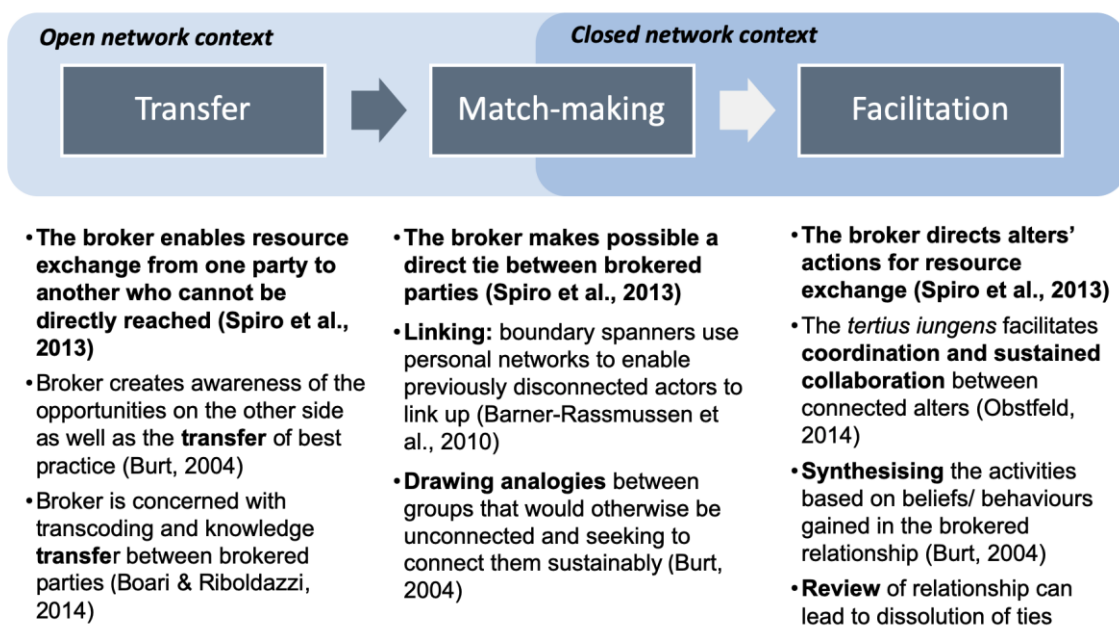 Open network context
Closed network context
Transfer
Match-making
Facilitation
•The broker enables resource
exchange from one party to
another who cannot be
directly reached (Spiro et al.,
2013)
•Broker creates awareness of the
opportunities on the other side
as well as the transfer of best
practice (Burt, 2004)
•Broker is concerned with
transcoding and knowledge
transfer between brokered
parties (Boari & Riboldazzi,
2014)
•The broker makes possible a
direct tie between brokered
parties (Spiro et al., 2013)
•Linking: boundary spanners use
personal networks to enable
previously disconnected actors to
link up (Barner-Rassmussen et
al., 2010)
•Drawing analogies between
groups that would otherwise be
unconnected and seeking to
connect them sustainably (Burt,
2004)
•The broker directs alters'
actions for resource
exchange (Spiro et al., 2013)
•The tertius iungens facilitates
coordination and sustained
collaboration between
connected alters (Obstfeld,
2014)
•Synthesising the activities
based on beliefs/ behaviours
gained in the brokered
relationship (Burt, 2004)
•Review of relationship can
lead to dissolution of ties